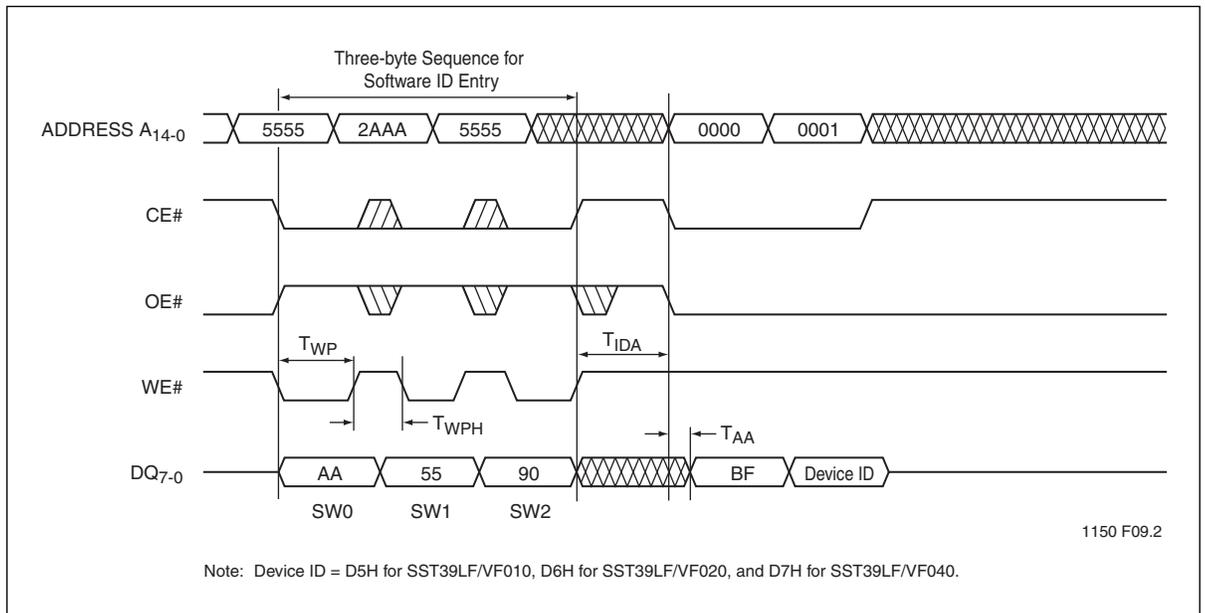 Three-byte Sequence for
Software ID Entry
ADDRESS A14-0 5555 2AAA 5555 0000 0001
CE#
OE#
TWP TIDA
WE#
TWPH TAA
DQ7-0 AA 55 90 BF Device ID
SW0 SW1 SW2
1150 F09.2
Note: Device ID = D5H for SST39LF/VF010, D6H for SST39LF/VF020, and D7H for SST39LF/VF040.